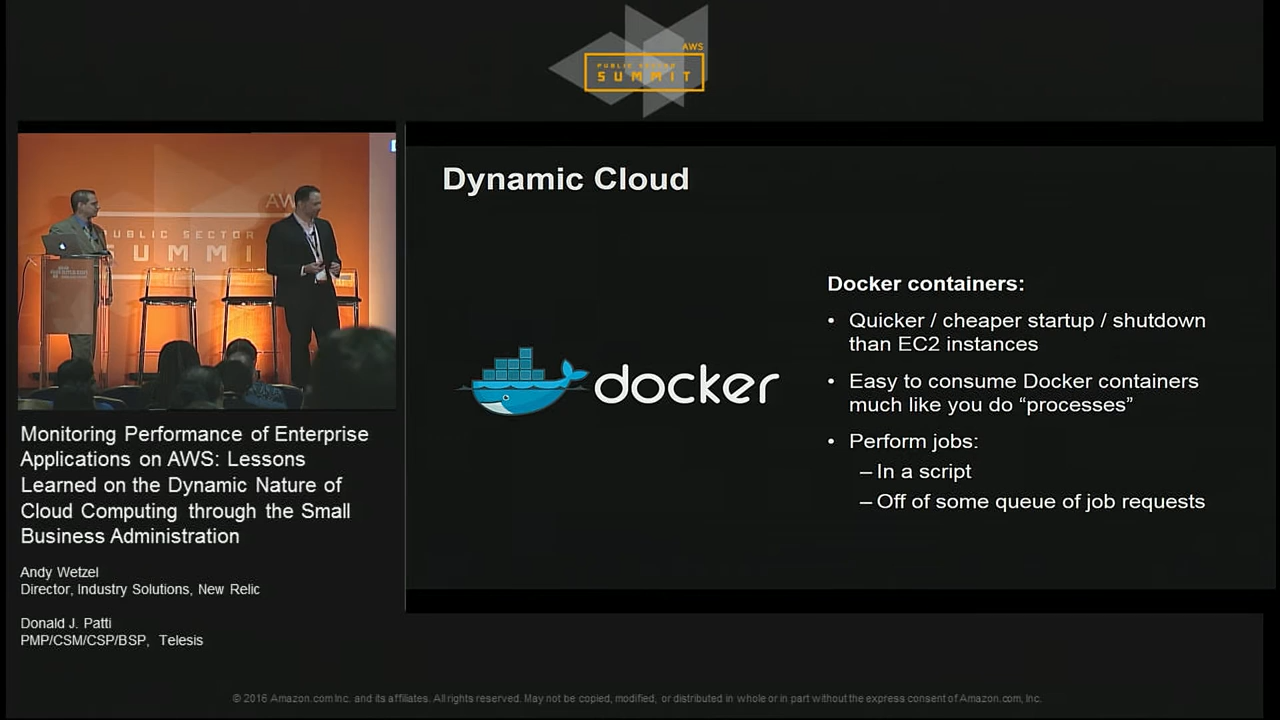 AWS
PUBLIC SECTOR
SUMMIT
AW
PUBLIC SECTOR
SUMMI
Dynamic Cloud
docker
Docker containers:
• Quicker / cheaper startup / shutdown
than EC2 instances
• Easy to consume Docker containers
much like you do “processes”
• Perform jobs:
– In a script
– Off of some queue of job requests
Monitoring Performance of Enterprise
Applications on AWS: Lessons
Learned on the Dynamic Nature of
Cloud Computing through the Small
Business Administration
Andy Wetzel
Director, Industry Solutions, New Relic
Donald J. Patti
PMP/CSM/CSP/BSP, Telesis
© 2016 Amazon.com Inc. and its affiliates. All rights reserved. May not be copied, modified, or distributed in whole or in part without the express consent of Amazon.com, Inc.